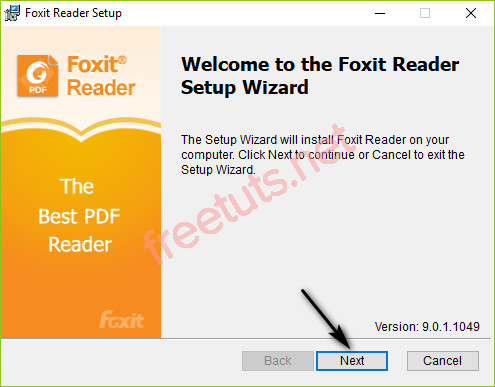 Foxit Reader Setup
Foxit®
Reader
PDF
The
Best PDF
Reader
foxit
Welcome to the Foxit Reader
Setup Wizard
The Setup Wizard will install Foxit Reader on your
computer. Click Next to continue or Cancel to exit the
Setup Wizard.
freetuts.net
Version: 9.0.1.1049
Back
Next
Cancel